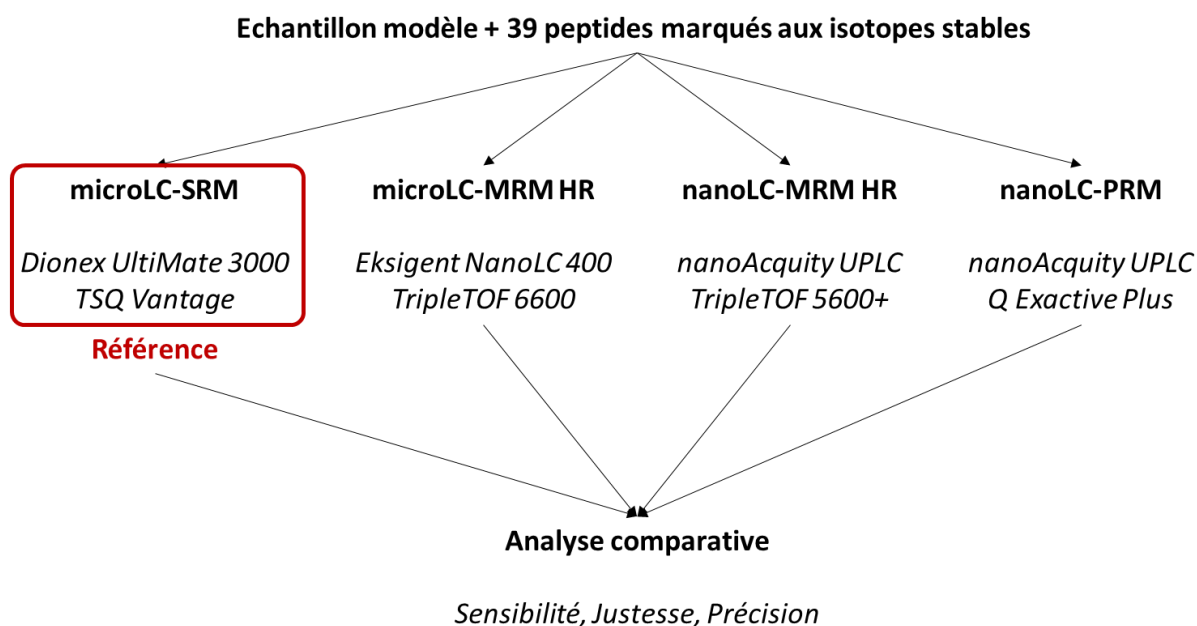 Echantillon modèle + 39 peptides marqués aux isotopes stables
microLC-SRM
Dionex UltiMate 3000
TSQ Vantage
Référence
microLC-MRM HR
Eksigent NanoLC 400
TripleTOF 6600
nanoLC-MRM HR
nanoAcquity UPLC
TripleTOF 5600+
nanoLC-PRM
nanoAcquity UPLC
Q Exactive Plus
Analyse comparative
Sensibilité, Justesse, Précision